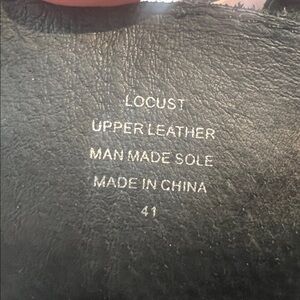 LOCUST
UPPER LEATHER
MAN MADE SOLE
MADE IN CHINA
41